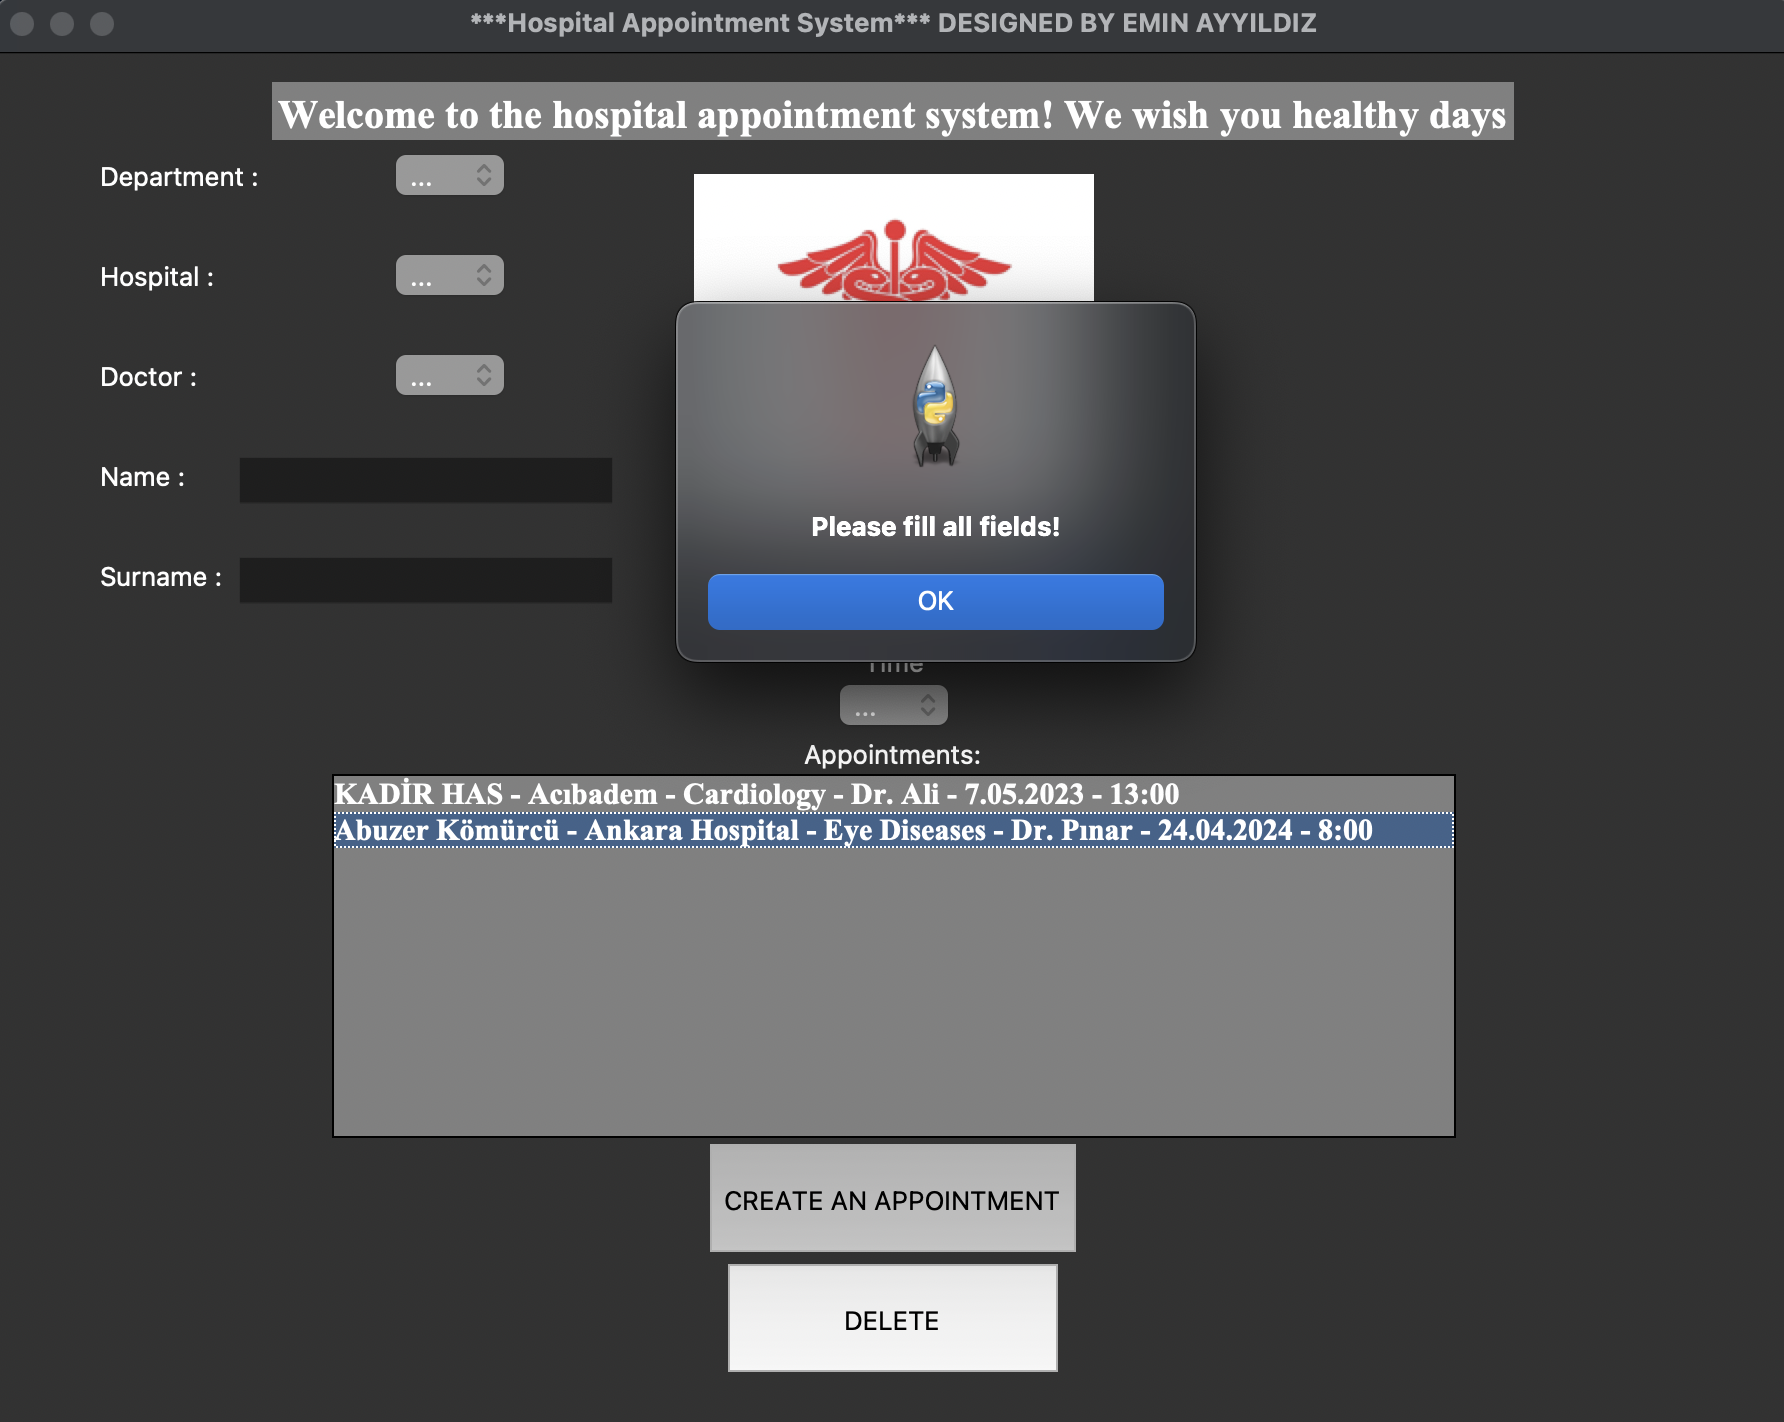 ***Hospital Appointment System*** DESIGNED BY EMIN AYYILDIZ
Welcome to the hospital appointment system! We wish you healthy days
Department :
...
Hospital :
...
Doctor :
...
Name :
Surname :
Please fill all fields!
OK
Time
...
Appointments:
KADİR HAS - Acıbadem - Cardiology - Dr. Ali - 7.05.2023 - 13:00
Abuzer Kömürcü - Ankara Hospital - Eye Diseases - Dr. Pınar - 24.04.2024 - 8:00
CREATE AN APPOINTMENT
DELETE